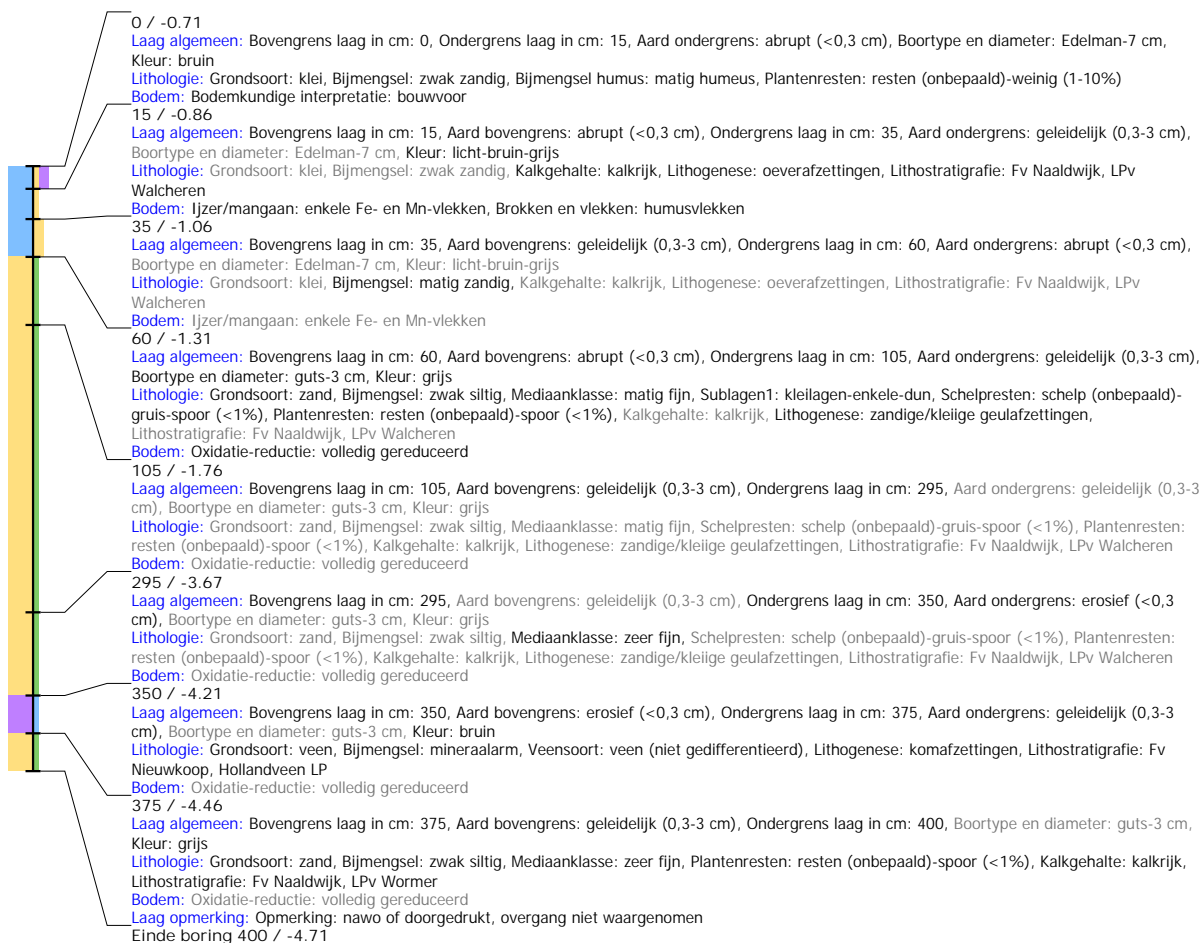 0 / -0.71
Laag algemeen: Bovengrens laag in cm: 0, Ondergrens laag in cm: 15, Aard ondergrens: abrupt (<0,3 cm), Boortype en diameter: Edelman-7 cm,
Kleur: bruin
Lithologie: Grondsoort: klei, Bijmengsel: zwak zandig, Bijmengsel humus: matig humeus, Plantenresten: resten (onbepaald)-weinig (1-10%)
Bodem: Bodemkundige interpretatie: bouwvoor
15 / -0.86
Laag algemeen: Bovengrens laag in cm: 15, Aard bovengrens: abrupt (<0,3 cm), Ondergrens laag in cm: 35, Aard ondergrens: geleidelijk (0,3-3 cm),
Boortype en diameter: Edelman-7 cm, Kleur: licht-bruin-grijs
Lithologie: Grondsoort: klei, Bijmengsel: zwak zandig, Kalkgehalte: kalkrijk, Lithogenese: oeverafzettingen, Lithostratigrafie: Fv Naaldwijk, LPv
Walcheren
Bodem: Ijzer/mangaan: enkele Fe- en Mn-vlekken, Brokken en vlekken: humusvlekken
35 / -1.06
Laag algemeen: Bovengrens laag in cm: 35, Aard bovengrens: geleidelijk (0,3-3 cm), Ondergrens laag in cm: 60, Aard ondergrens: abrupt (<0,3 cm),
Boortype en diameter: Edelman-7 cm, Kleur: licht-bruin-grijs
Lithologie: Grondsoort: klei, Bijmengsel: matig zandig, Kalkgehalte: kalkrijk, Lithogenese: oeverafzettingen, Lithostratigrafie: Fv Naaldwijk, LPv
Walcheren
Bodem: Ijzer/mangaan: enkele Fe- en Mn-vlekken
60 / -1.31
Laag algemeen: Bovengrens laag in cm: 60, Aard bovengrens: abrupt (<0,3 cm), Ondergrens laag in cm: 105, Aard ondergrens: geleidelijk (0,3-3 cm),
Boortype en diameter: guts-3 cm, Kleur: grijs
Lithologie: Grondsoort: zand, Bijmengsel: zwak siltig, Mediaanklasse: matig fijn, Sublagen1: kleilagen-enkele-dun, Schelpresten: schelp (onbepaald)-
gruis-spoor (<1%), Plantenresten: resten (onbepaald)-spoor (<1%), Kalkgehalte: kalkrijk, Lithogenese: zandige/kleiige geulafzettingen,
Lithostratigrafie: Fv Naaldwijk, LPv Walcheren
Bodem: Oxidatie-reductie: volledig gereduceerd
105 / -1.76
Laag algemeen: Bovengrens laag in cm: 105, Aard bovengrens: geleidelijk (0,3-3 cm), Ondergrens laag in cm: 295, Aard ondergrens: geleidelijk (0,3-3
cm), Boortype en diameter: guts-3 cm, Kleur: grijs
Lithologie: Grondsoort: zand, Bijmengsel: zwak siltig, Mediaanklasse: matig fijn, Schelpresten: schelp (onbepaald)-gruis-spoor (<1%), Plantenresten:
resten (onbepaald)-spoor (<1%), Kalkgehalte: kalkrijk, Lithogenese: zandige/kleiige geulafzettingen, Lithostratigrafie: Fv Naaldwijk, LPv Walcheren
Bodem: Oxidatie-reductie: volledig gereduceerd
295 / -3.67
Laag algemeen: Bovengrens laag in cm: 295, Aard bovengrens: geleidelijk (0,3-3 cm), Ondergrens laag in cm: 350, Aard ondergrens: erosief (<0,3
cm), Boortype en diameter: guts-3 cm, Kleur: grijs
Lithologie: Grondsoort: zand, Bijmengsel: zwak siltig, Mediaanklasse: zeer fijn, Schelpresten: schelp (onbepaald)-gruis-spoor (<1%), Plantenresten:
resten (onbepaald)-spoor (<1%), Kalkgehalte: kalkrijk, Lithogenese: zandige/kleiige geulafzettingen, Lithostratigrafie: Fv Naaldwijk, LPv Walcheren
Bodem: Oxidatie-reductie: volledig gereduceerd
350 / -4.21
Laag algemeen: Bovengrens laag in cm: 350, Aard bovengrens: erosief (<0,3 cm), Ondergrens laag in cm: 375, Aard ondergrens: geleidelijk (0,3-3
cm), Boortype en diameter: guts-3 cm, Kleur: bruin
Lithologie: Grondsoort: veen, Bijmengsel: mineraalarm, Veensoort: veen (niet gedifferentieerd), Lithogenese: komafzettingen, Lithostratigrafie: Fv
Nieuwkoop, Hollandveen LP
Bodem: Oxidatie-reductie: volledig gereduceerd
375 / -4.46
Laag algemeen: Bovengrens laag in cm: 375, Aard bovengrens: geleidelijk (0,3-3 cm), Ondergrens laag in cm: 400, Boortype en diameter: guts-3 cm,
Kleur: grijs
Lithologie: Grondsoort: zand, Bijmengsel: zwak siltig, Mediaanklasse: zeer fijn, Plantenresten: resten (onbepaald)-spoor (<1%), Kalkgehalte: kalkrijk,
Lithostratigrafie: Fv Naaldwijk, LPv Wormer
Bodem: Oxidatie-reductie: volledig gereduceerd
Laag opmerking: Opmerking: nawo of doorgedrukt, overgang niet waargenomen
Einde boring 400 / -4.71